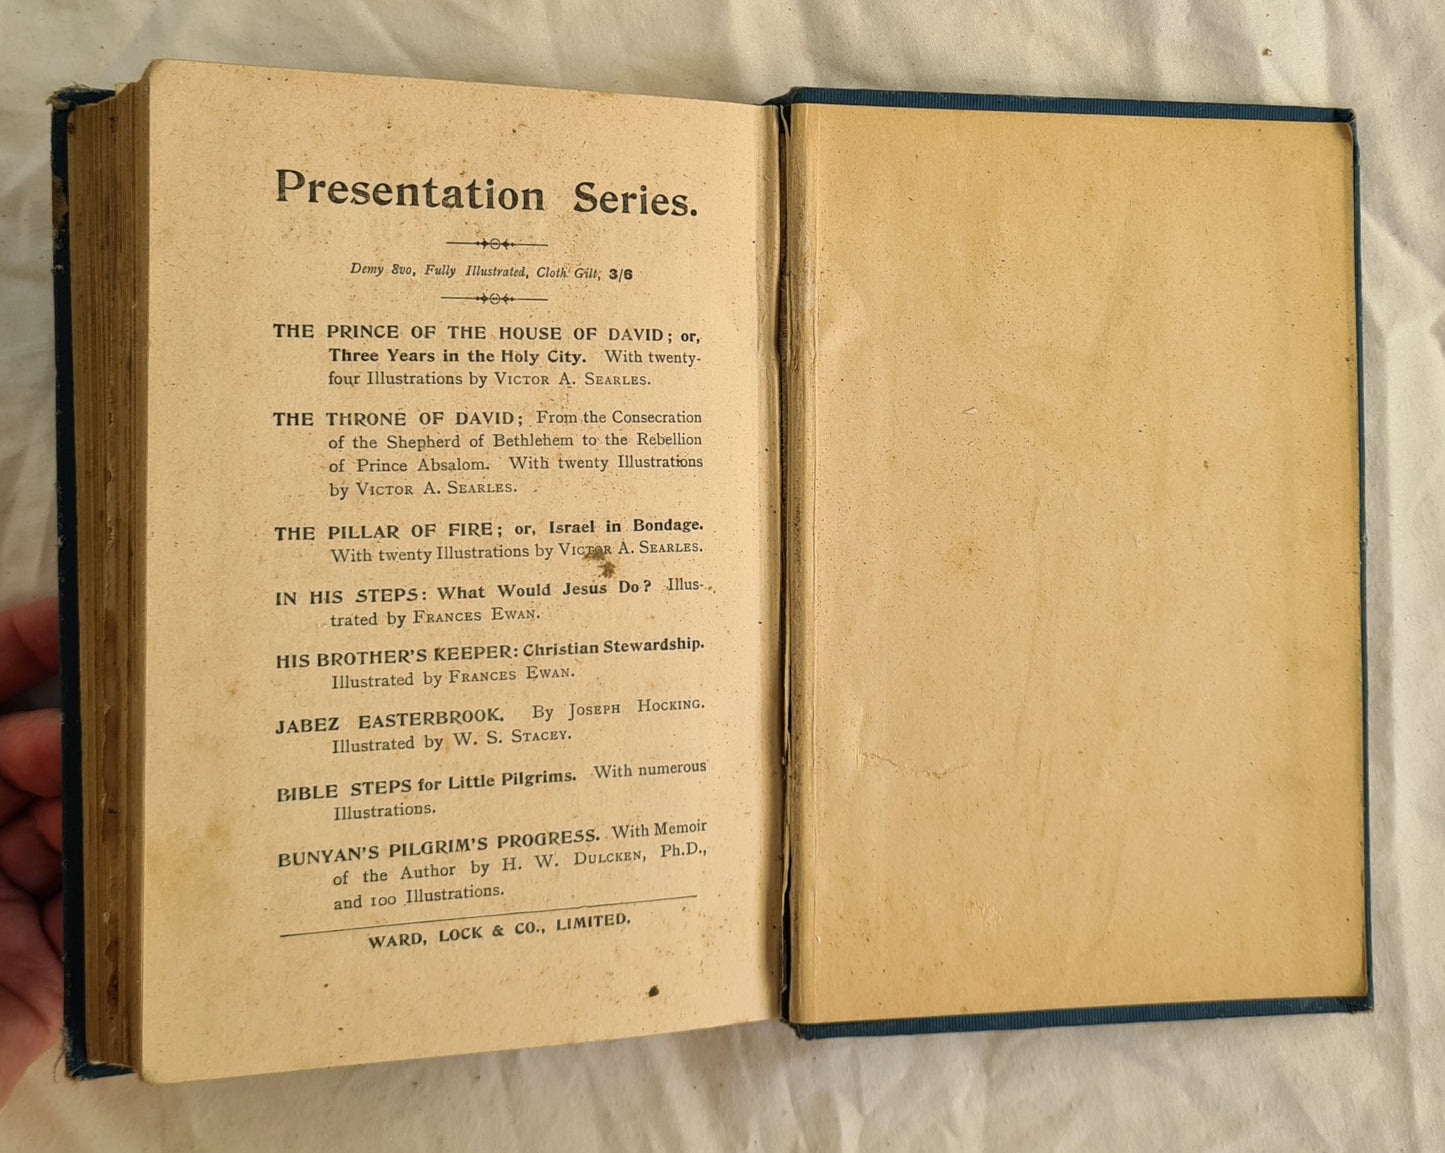 Presentation Series.
Demy 8vo, Fully Illustrated, Cloth Gilt, 3/6
THE PRINCE OF THE HOUSE OF DAVID; or,
Three Years in the Holy City. With twenty-
four Illustrations by VICTOR A. SEARLES.
THE THRONE OF DAVID; From the Consecration
of the Shepherd of Bethlehem to the Rebellion
of Prince Absalom. With twenty Illustrations
by VICTOR A. SEARLES.
THE PILLAR OF FIRE; or, Israel in Bondage.
With twenty Illustrations by VICTOR A. SEARLES.
IN HIS STEPS: What Would Jesus Do? Illus-
trated by FRANCES EWAN.
HIS BROTHER'S KEEPER: Christian Stewardship.
Illustrated by FRANCES EWAN.
JABEZ EASTERBROOK. By JOSEPH HOCKING.
Illustrated by W. S. STACEY.
BIBLE STEPS for Little Pilgrims. With numerous
Illustrations.
BUNYAN'S PILGRIM'S PROGRESS. With Memoir
of the Author by H. W. DULCKEN, Ph.D.,
and 100 Illustrations.
WARD, LOCK & CO., LIMITED.